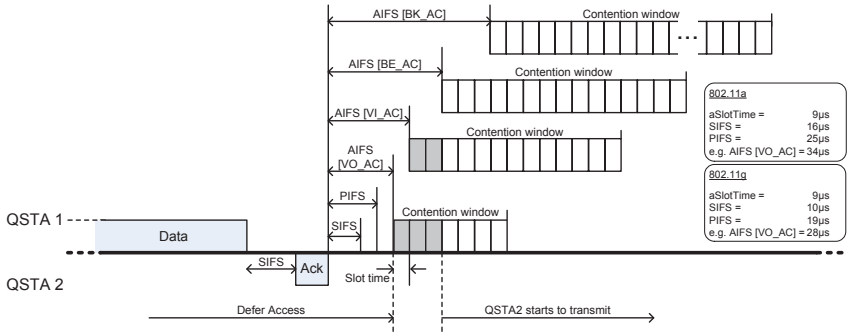 AIFS [BK_AC]
Contention window
...
AIFS [BE_AC]
Contention window
AIFS [VI_AC]
Contention window
AIFS
[VO_AC]
PIFS
Contention window
SIFS
QSTA 1
Data
SIFS
Ack
Slot time
QSTA 2
Defer Access
QSTA2 starts to transmit
802.11a
aSlotTime = 9µs
SIFS = 16µs
PIFS = 25µs
e.g. AIFS [VO_AC] = 34µs
802.11g
aSlotTime = 9µs
SIFS = 10µs
PIFS = 19µs
e.g. AIFS [VO_AC] = 28µs